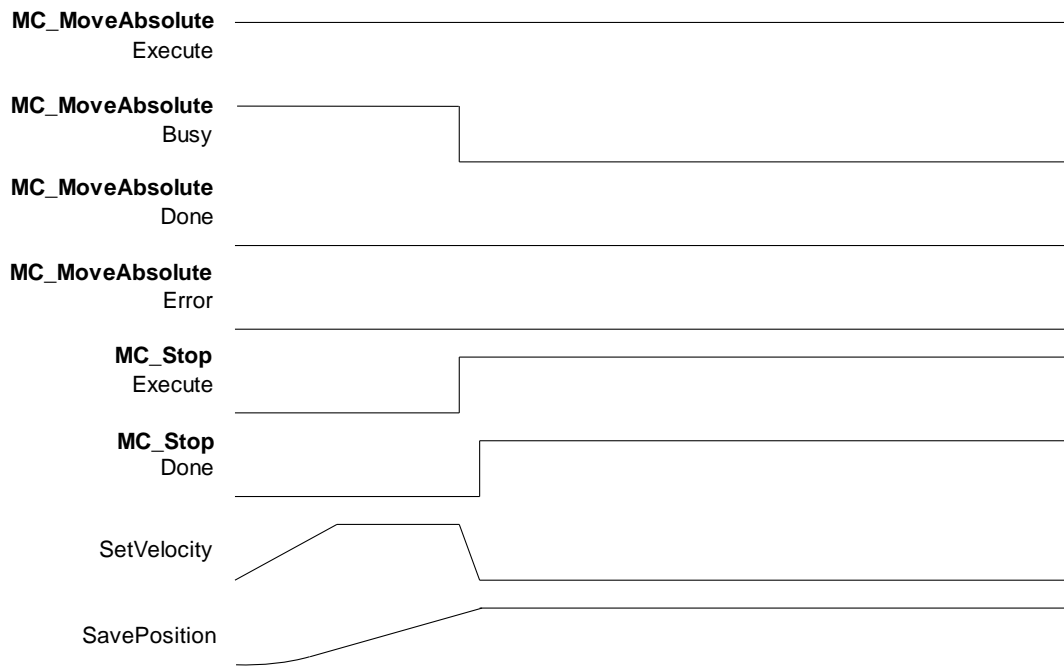 MC_MoveAbsolute
Execute
MC_MoveAbsolute
Busy
MC_MoveAbsolute
Done
MC_MoveAbsolute
Error
MC_Stop
Execute
MC_Stop
Done
SetVelocity
SavePosition